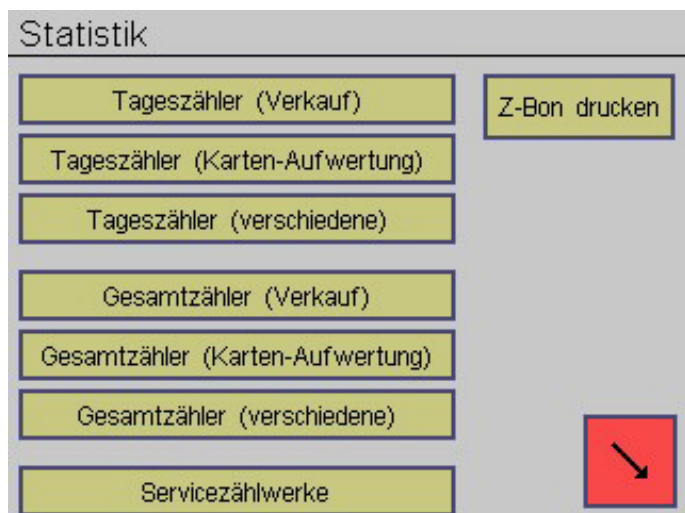 Statistik
Tageszähler (Verkauf)
Z-Bon drucken
Tageszähler (Karten-Aufwertung)
Tageszähler (verschiedene)
Gesamtzähler (Verkauf)
Gesamtzähler (Karten-Aufwertung)
Gesamtzähler (verschiedene)
Servicezählwerke